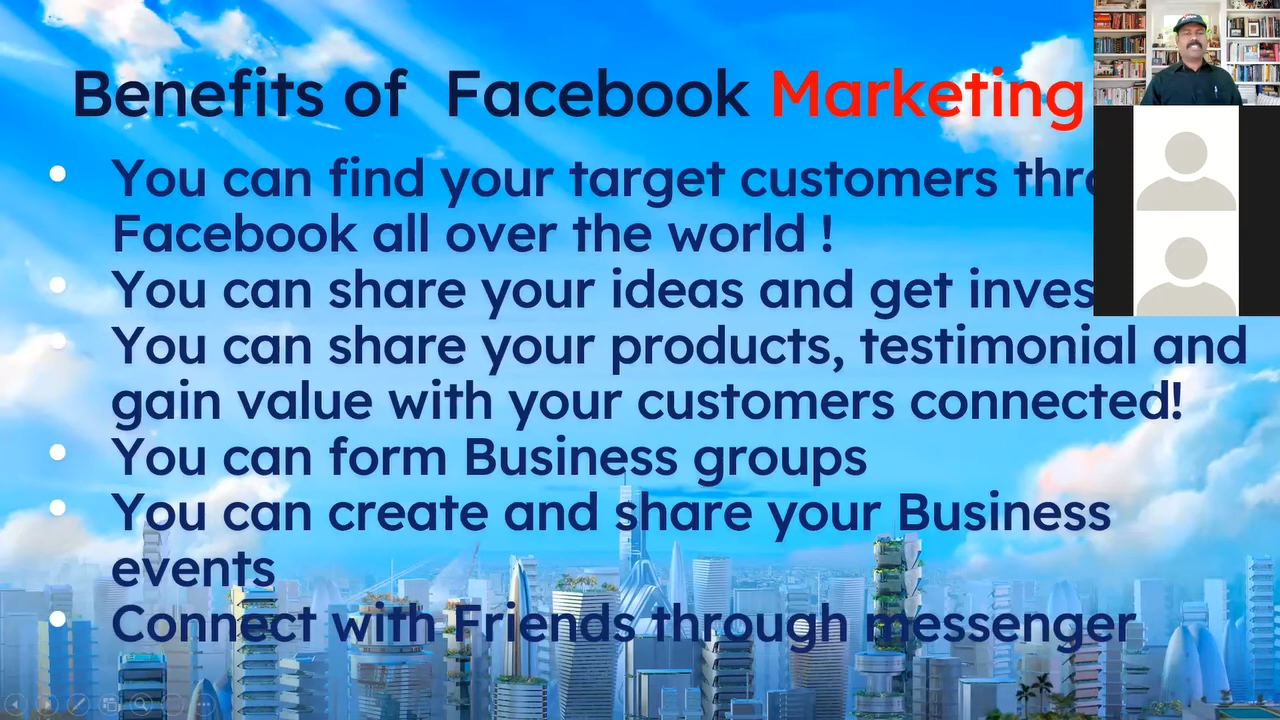 Benefits of Facebook Marketing
You can find your target customers
Facebook all over the world !
You can share your ideas and get
You can share your products, testimonial and
gain value with your customers connected!
You can form Business groups
You can create and share your Business
events
Connect with Friends through messenger